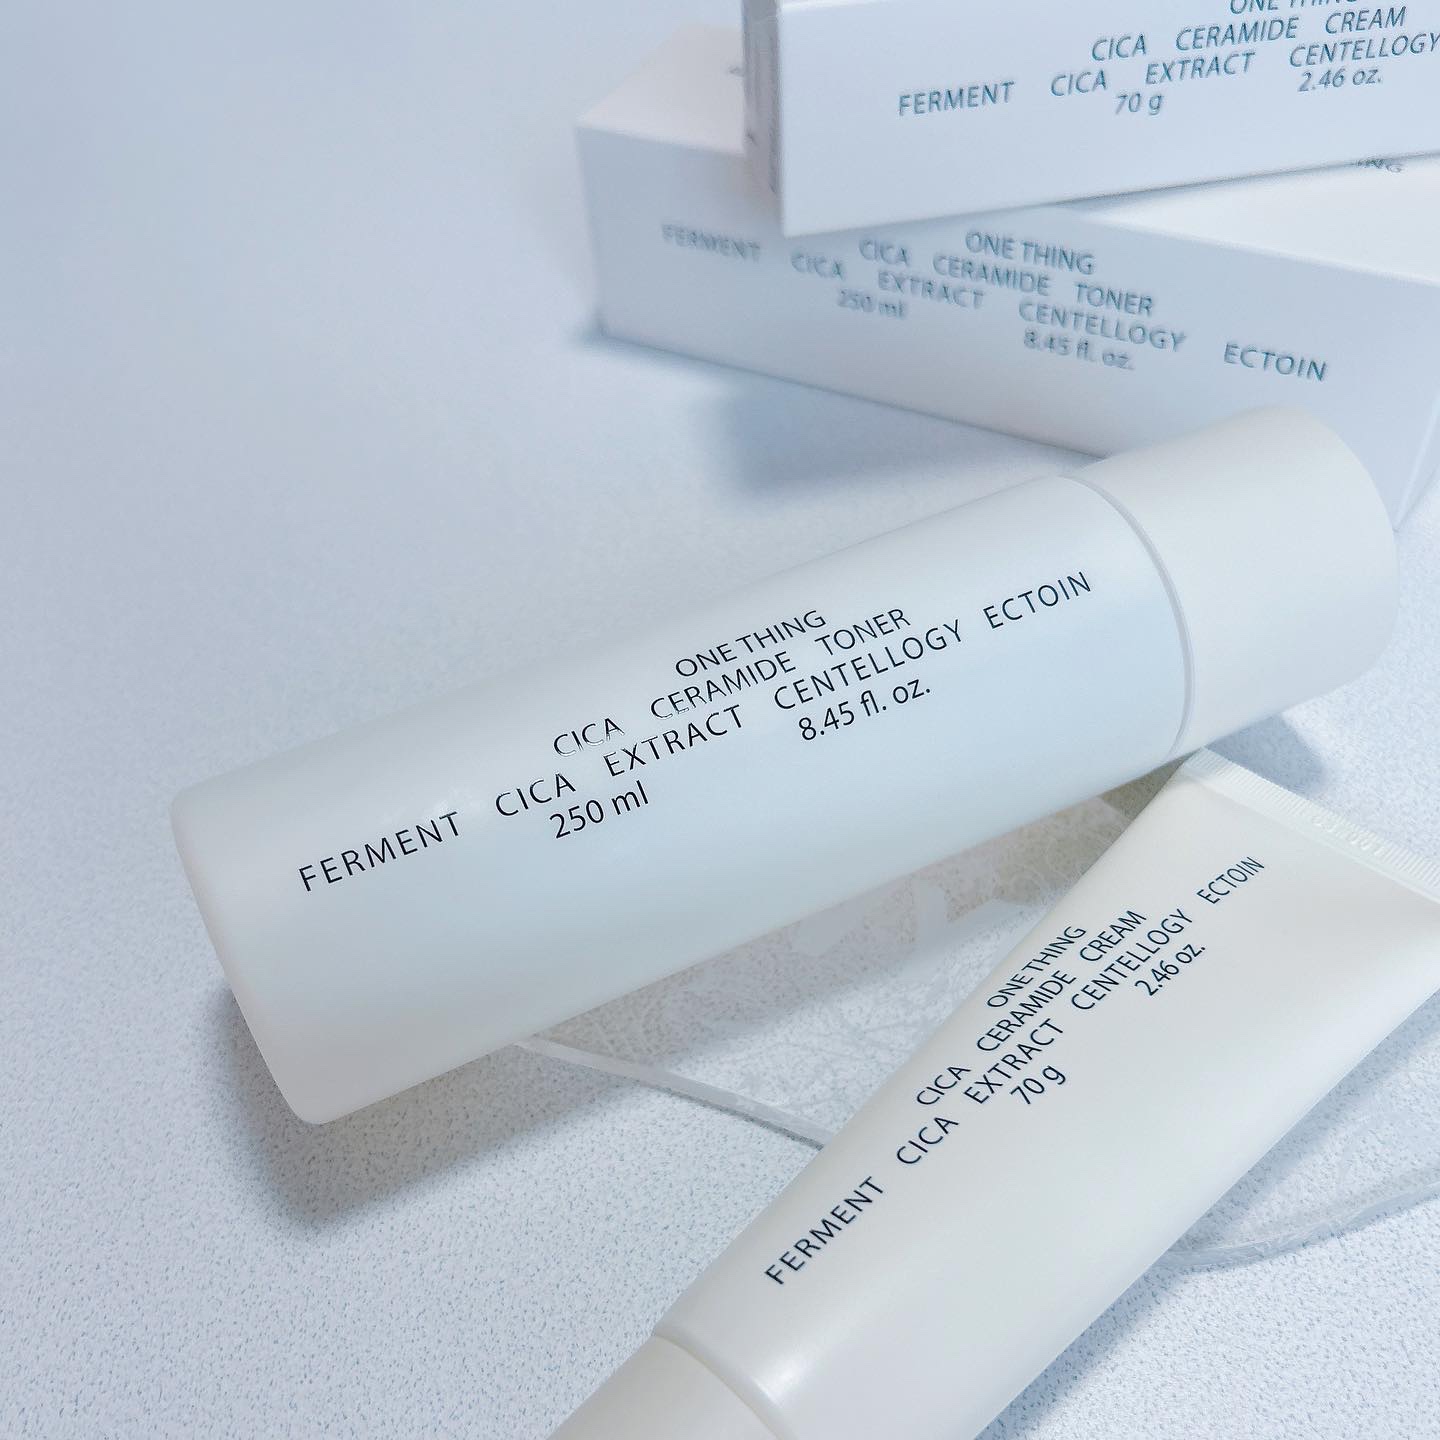 ONE THING
CICA CERAMIDE CREAM
FERMENT CICA EXTRACT CENTELLOGY
70 g 2.46 oz.
ONE THING
CICA CERAMIDE TONER
FERMENT CICA EXTRACT CENTELLOGY ECTOIN
250 ml 8.45 fl. oz.
ONE THING
CICA CERAMIDE TONER
FERMENT CICA EXTRACT CENTELLOGY ECTOIN
250 ml 8.45 fl. oz.
ONE THING
CICA CERAMIDE CREAM
FERMENT CICA EXTRACT CENTELLOGY ECTOIN
70 g 2.46 oz.